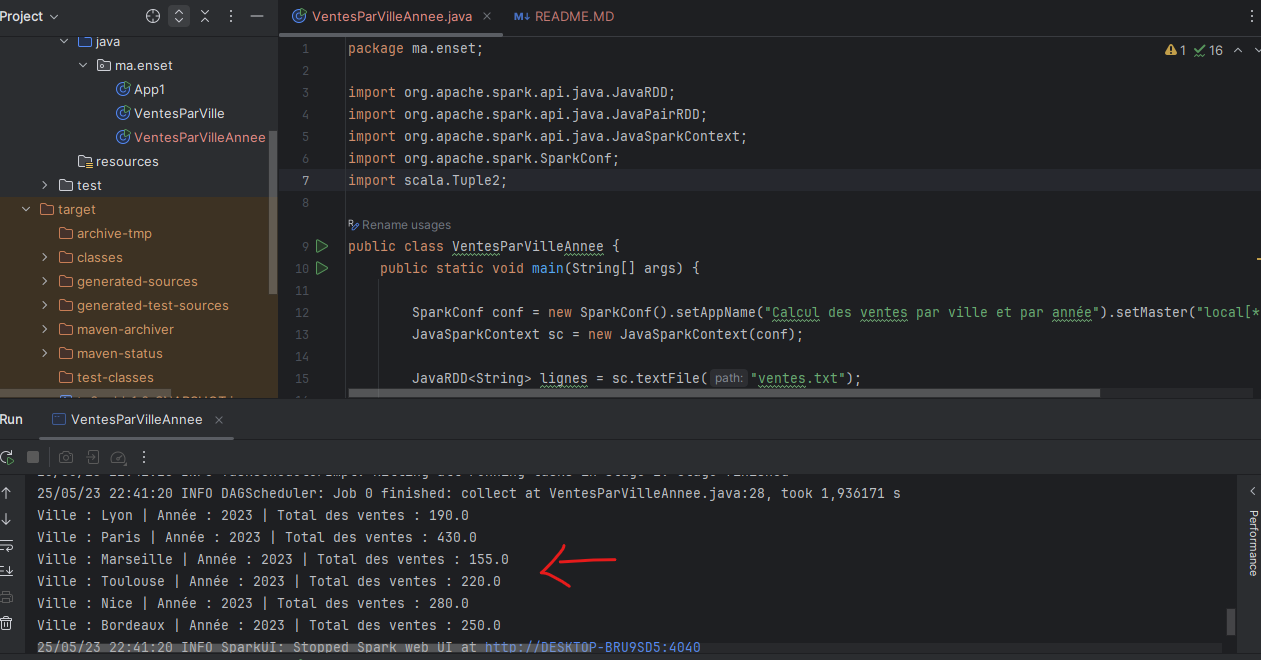 Project
VentesParVilleAnnee.java
M↓ README.MD
java
ma.enset
App1
VentesParVille
VentesParVilleAnnee
resources
test
target
archive-tmp
classes
generated-sources
generated-test-sources
maven-archiver
maven-status
test-classes
1 package ma.enset;
1 16
2
3 import org.apache.spark.api.java.JavaRDD;
4 import org.apache.spark.api.java.JavaPairRDD;
5 import org.apache.spark.api.java.JavaSparkContext;
6 import org.apache.spark.SparkConf;
7 import scala.Tuple2;
8
Rename usages
9 public class VentesParVilleAnnee {
10 public static void main(String[] args) {
11
12 SparkConf conf = new SparkConf().setAppName("Calcul des ventes par ville et par année").setMaster("local[*
13 JavaSparkContext sc = new JavaSparkContext(conf);
14
15 JavaRDD<String> lignes = sc.textFile( path: "ventes.txt");
Run
VentesParVilleAnnee
25/05/23 22:41:20 INFO DAGScheduler: Job 0 finished: collect at VentesParVilleAnnee.java:28, took 1,936171 s
Ville : Lyon | Année : 2023 | Total des ventes : 190.0
Ville : Paris | Année : 2023 | Total des ventes : 430.0
Ville : Marseille | Année : 2023 | Total des ventes : 155.0
Ville : Toulouse | Année : 2023 | Total des ventes : 220.0
Ville : Nice | Année : 2023 | Total des ventes : 280.0
Ville : Bordeaux | Année : 2023 | Total des ventes : 250.0
25/05/23 22:41:20 INFO SparkUI: Stopped Spark web UI at http://DESKTOP-BRU9SD5:4040
Performance